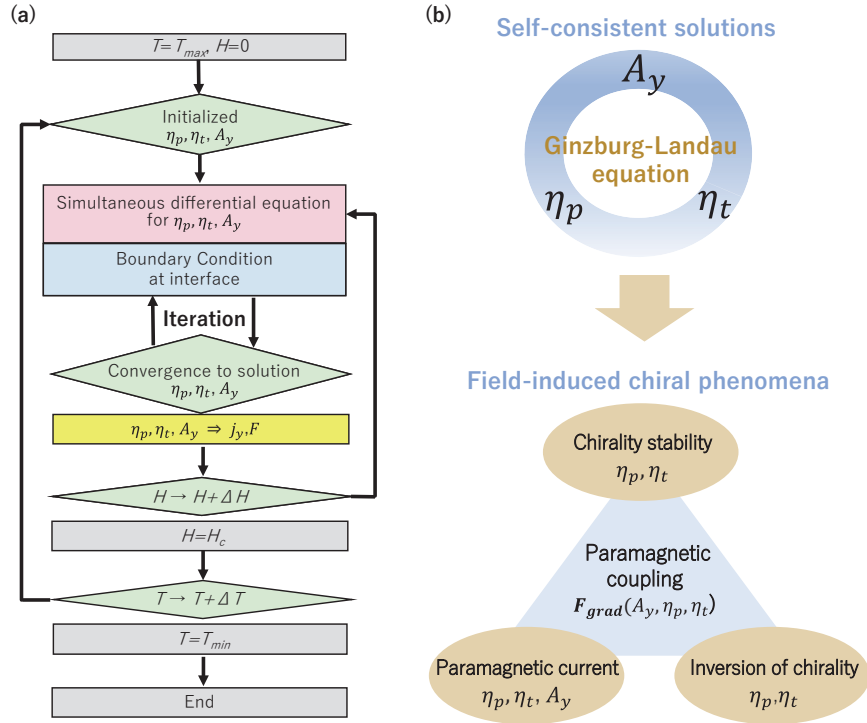 (a)
T=T_max, H=0
Initialized
η_p, η_t, A_y
Simultaneous differential equation
for η_p, η_t, A_y
Boundary Condition
at interface
Iteration
Convergence to solution
η_p, η_t, A_y
η_p, η_t, A_y ⇒ j_y, F
H → H+ΔH
H=H_c
T → T+ΔT
T=T_min
End
(b)
Self-consistent solutions
A_y
Ginzburg-Landau
equation
η_p
η_t
Field-induced chiral phenomena
Chirality stability
η_p, η_t
Paramagnetic
coupling
F_grad(A_y, η_p, η_t)
Paramagnetic current
η_p, η_t, A_y
Inversion of chirality
η_p, η_t